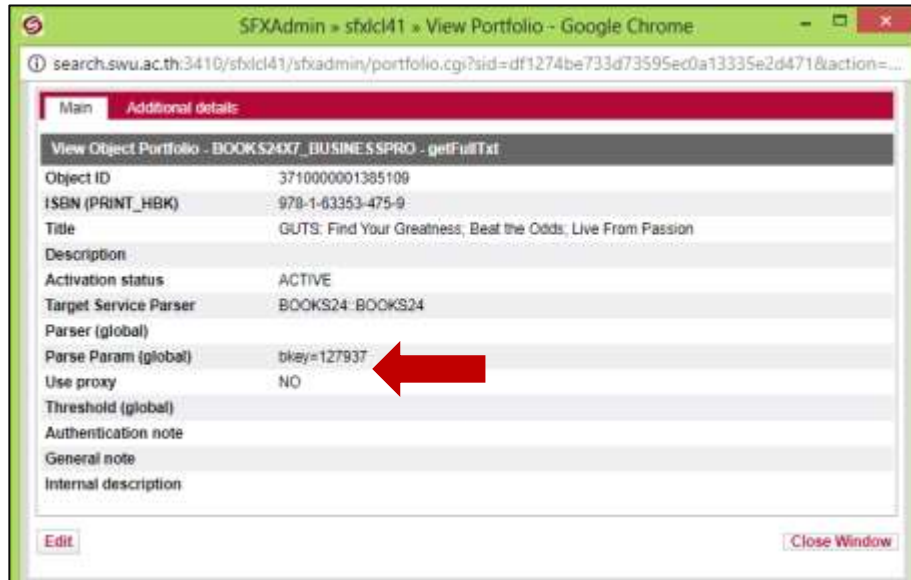 SFXAdmin » sfxlcl41 » View Portfolio - Google Chrome
search.swu.ac.th:3410/sfxlcl41/sfxadmin/portfolio.cgi?sid=df1274be733d73595ec0a13335e2d471&action=...
Main Additional details
View Object Portfolio - BOOKS24X7_BUSINESSPRO - getFullTxt
Object ID 3710000001385109
ISBN (PRINT_HBK) 978-1-63353-475-9
Title GUTS: Find Your Greatness; Beat the Odds; Live From Passion
Description
Activation status ACTIVE
Target Service Parser BOOKS24::BOOKS24
Parser (global)
Parse Param (global) bkey=127937
Use proxy NO
Threshold (global)
Authentication note
General note
Internal description
Edit Close Window